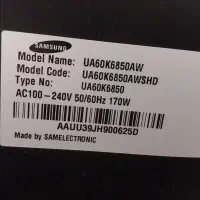 SAMSUNG
Model Name: UA60K6850AW
Model Code: UA60K6850AWSHD
Type No: UA60K6850
AC100-240V 50/60Hz 170W
AAUU39JH900625D
Made by SAMELECTRONIC